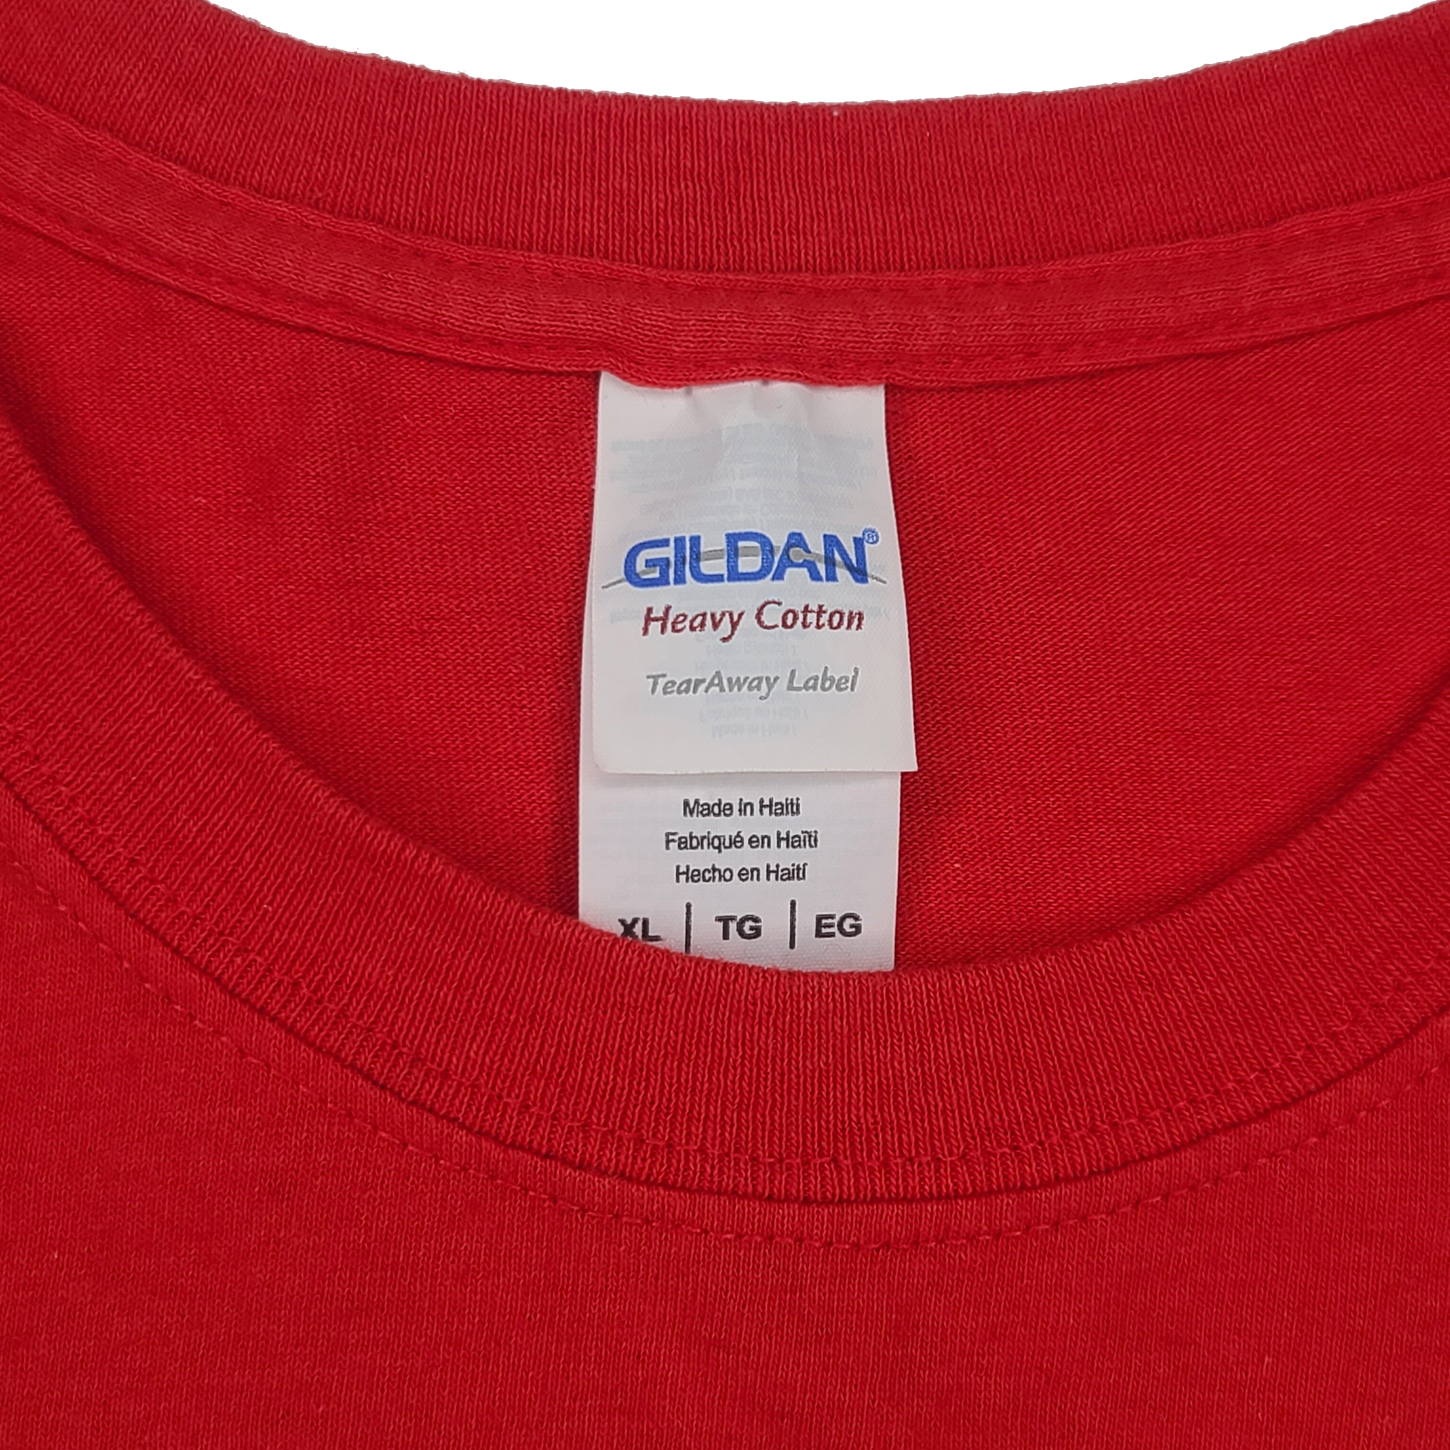 GILDAN®
Heavy Cotton
TearAway Label
Made in Haiti
Fabriqué en Haïti
Hecho en Haití
XL | TG | EG